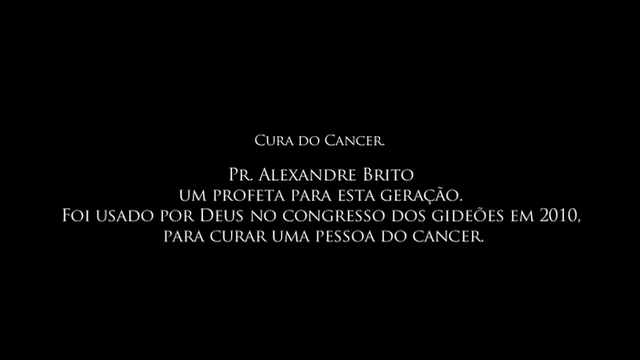 Cura do Cancer.
Pr. Alexandre Brito
um profeta para esta geração.
Foi usado por Deus no congresso dos gideões em 2010,
para curar uma pessoa do cancer.